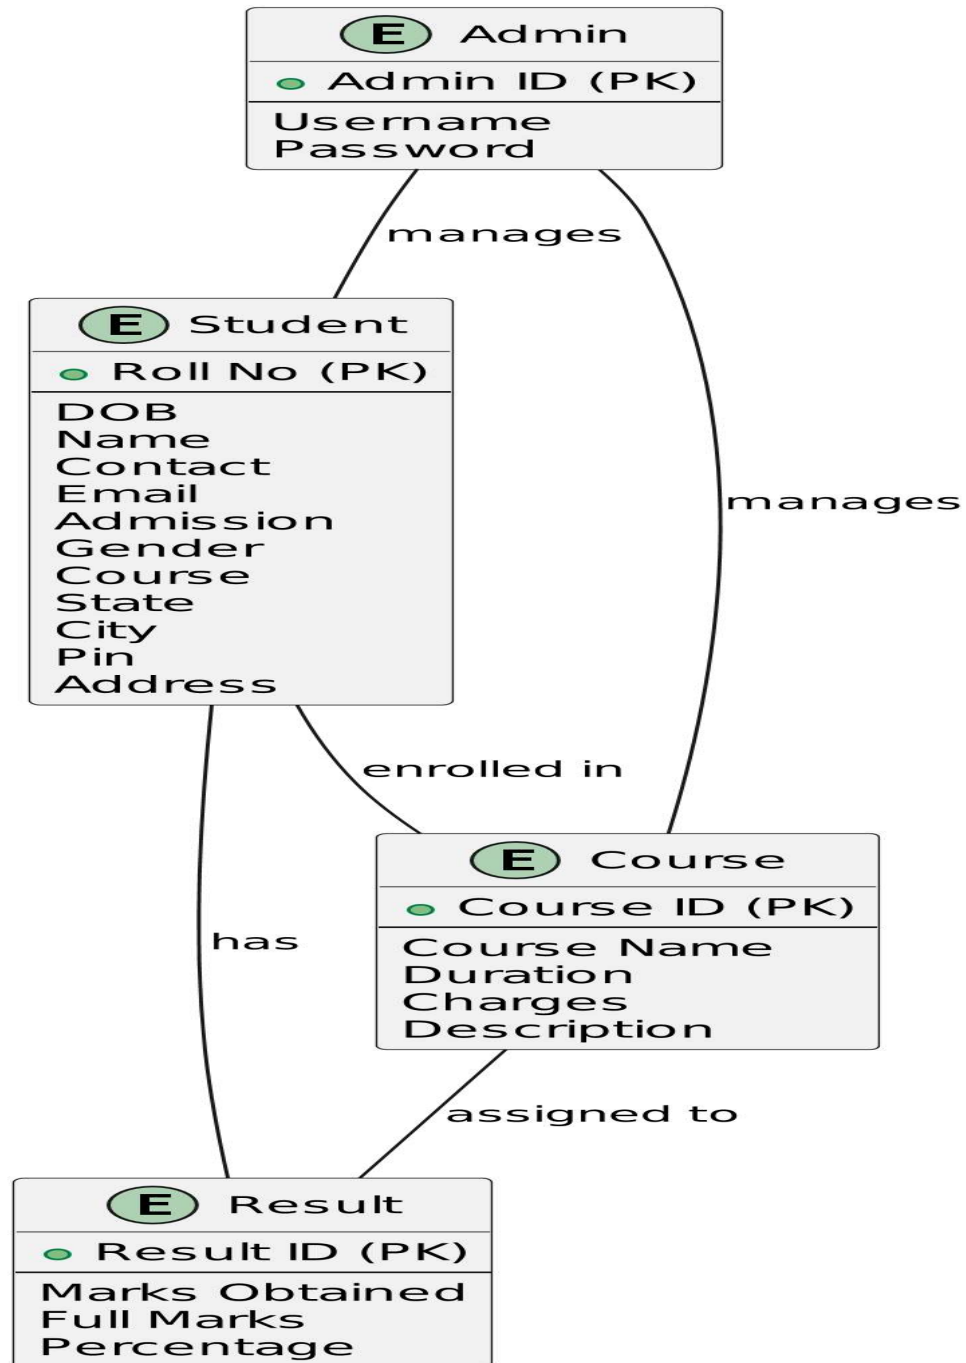 E Admin
Admin ID (PK)
Username
Password
manages
E Student
Roll No (PK)
DOB
Name
Contact
Email
Admission
Gender
Course
State
City
Pin
Address
manages
enrolled in
E Course
Course ID (PK)
Course Name
Duration
Charges
Description
has
assigned to
E Result
Result ID (PK)
Marks Obtained
Full Marks
Percentage